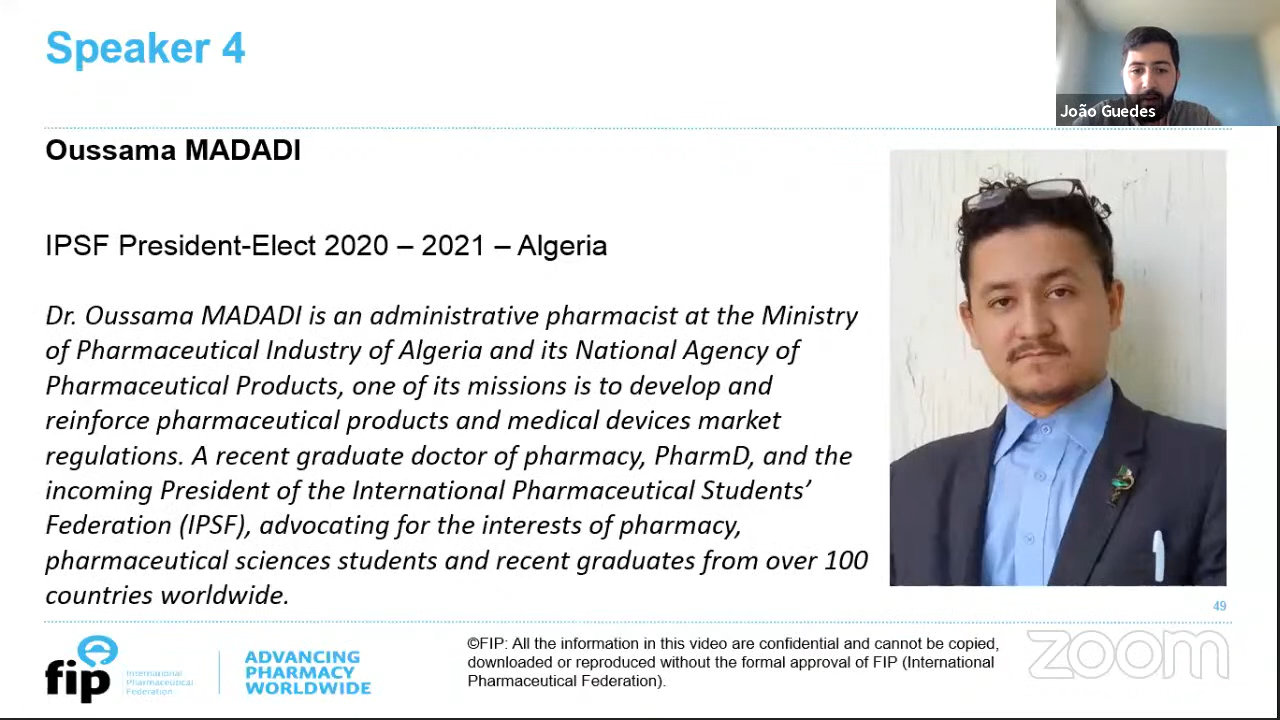 Speaker 4
João Guedes
Oussama MADADI
IPSF President-Elect 2020 – 2021 – Algeria
Dr. Oussama MADADI is an administrative pharmacist at the Ministry
of Pharmaceutical Industry of Algeria and its National Agency of
Pharmaceutical Products, one of its missions is to develop and
reinforce pharmaceutical products and medical devices market
regulations. A recent graduate doctor of pharmacy, PharmD, and the
incoming President of the International Pharmaceutical Students’
Federation (IPSF), advocating for the interests of pharmacy,
pharmaceutical sciences students and recent graduates from over 100
countries worldwide.
49
fip
International
Pharmaceutical
Federation
ADVANCING
PHARMACY
WORLDWIDE
©FIP: All the information in this video are confidential and cannot be copied,
downloaded or reproduced without the formal approval of FIP (International
Pharmaceutical Federation).
zoom